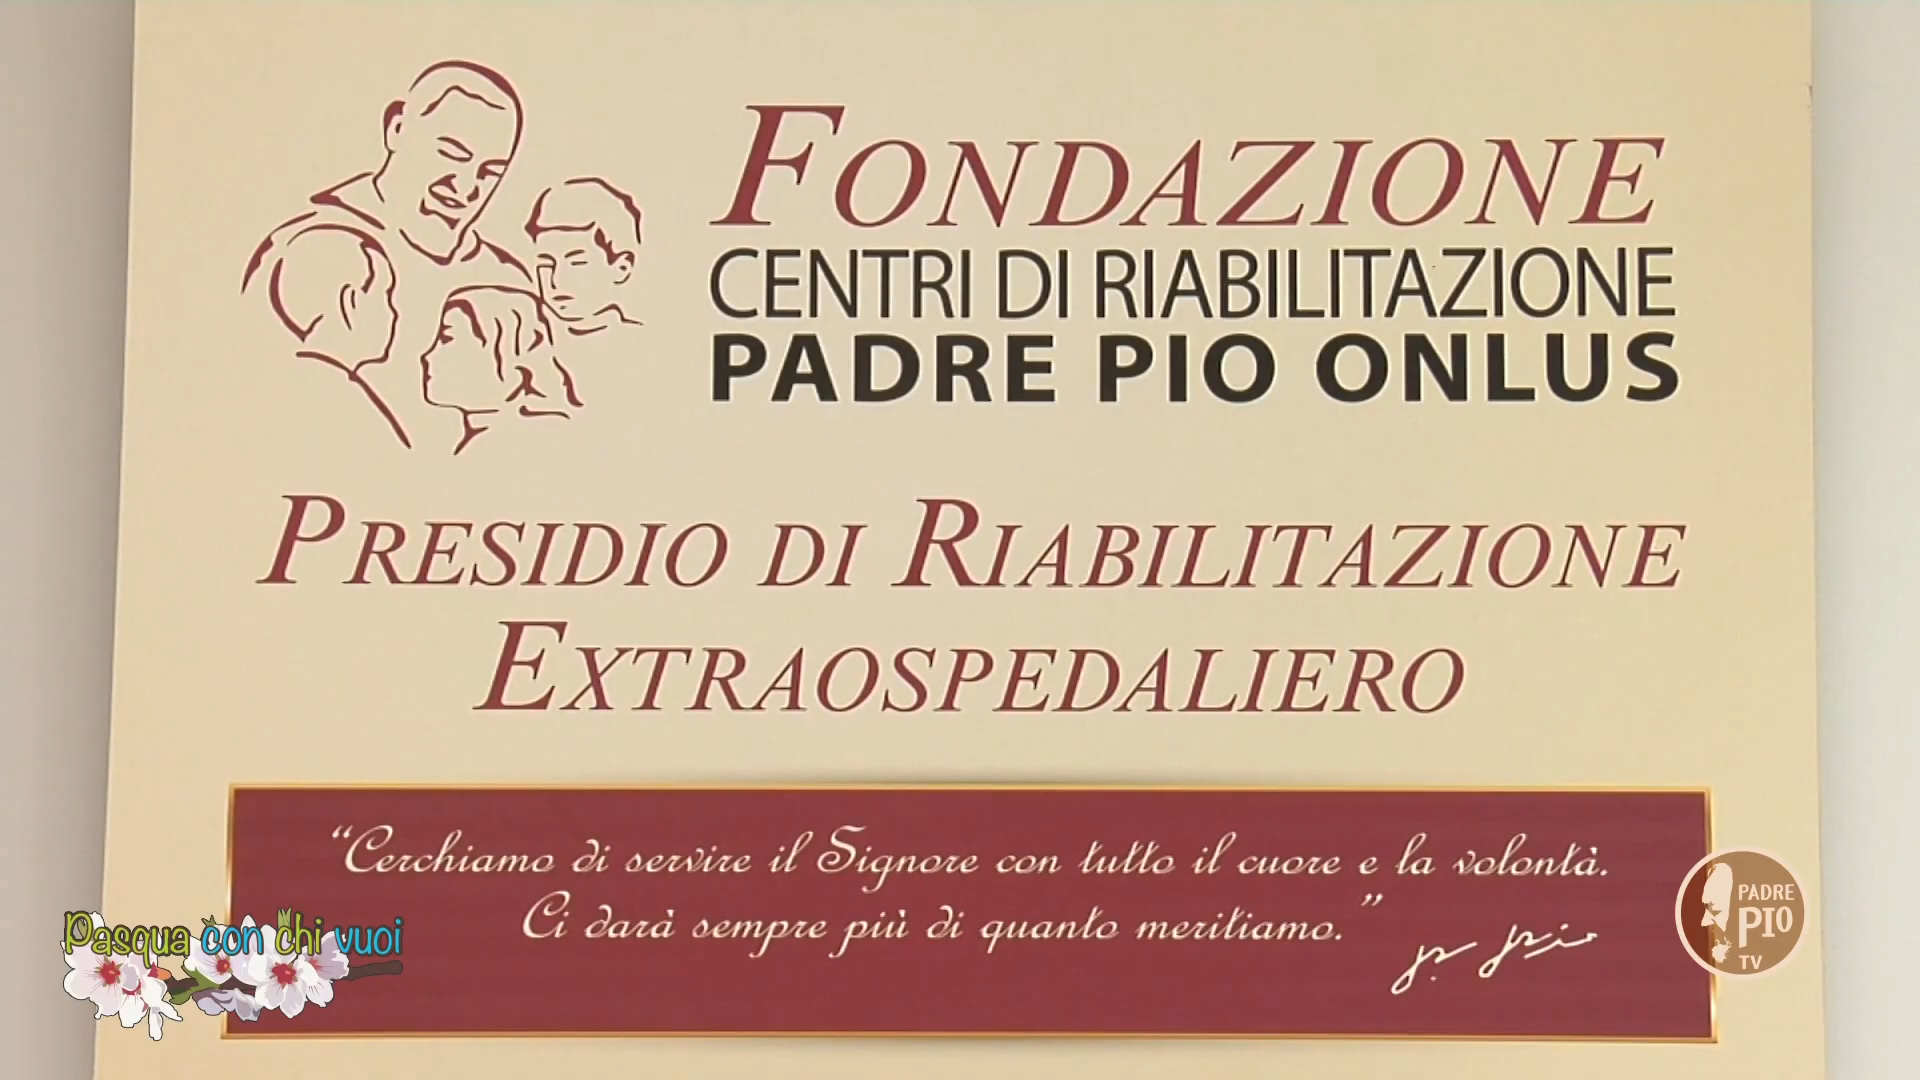 FONDAZIONE
CENTRI DI RIABILITAZIONE
PADRE PIO ONLUS
PRESIDIO DI RIABILITAZIONE
EXTRAOSPEDALIERO
“Cerchiamo di servire il Signore con tutto il cuore e la volontà.
Ci darà sempre più di quanto meritiamo.”
Pasqua con chi vuoi
PADRE
PIO
TV